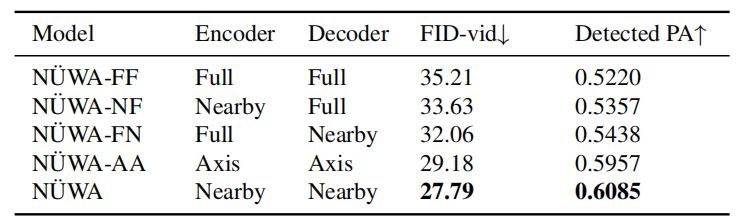 Model Encoder Decoder FID-vid↓ Detected PA↑
NÜWA-FF Full Full 35.21 0.5220
NÜWA-NF Nearby Full 33.63 0.5357
NÜWA-FN Full Nearby 32.06 0.5438
NÜWA-AA Axis Axis 29.18 0.5957
NÜWA Nearby Nearby 27.79 0.6085